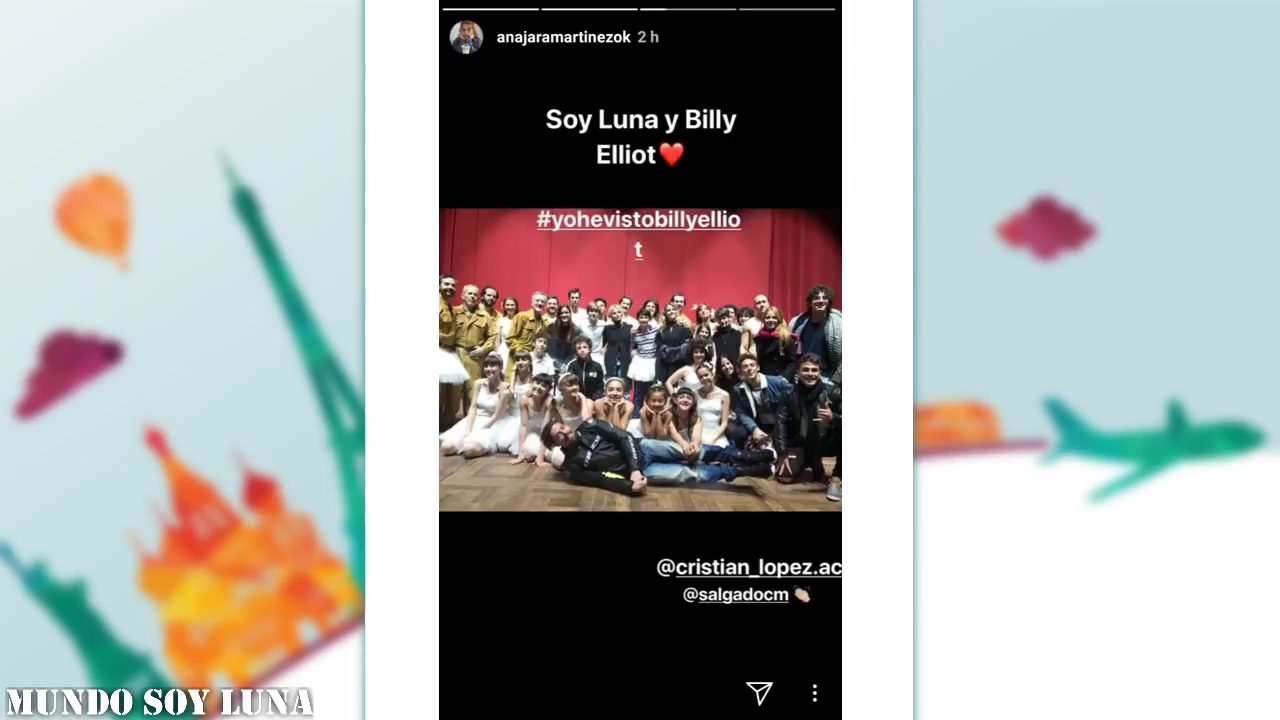 anajaramartinezok 2 h
Soy Luna y Billy
Elliot❤️
#yohevistobillyellio
t
@cristian_lopez.ac
@salgadocm 👏🏻
MUNDO SOY LUNA